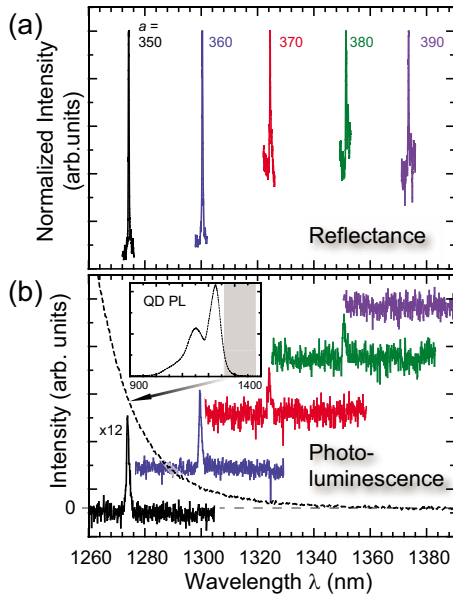 (a)
a =
350
360
370
380
390
Normalized Intensity
(arb.units)
Reflectance
(b)
QD PL
900
1400
x12
Intensity (arb. units)
0
Photo-
luminescence
1260 1280 1300 1320 1340 1360 1380
Wavelength λ (nm)